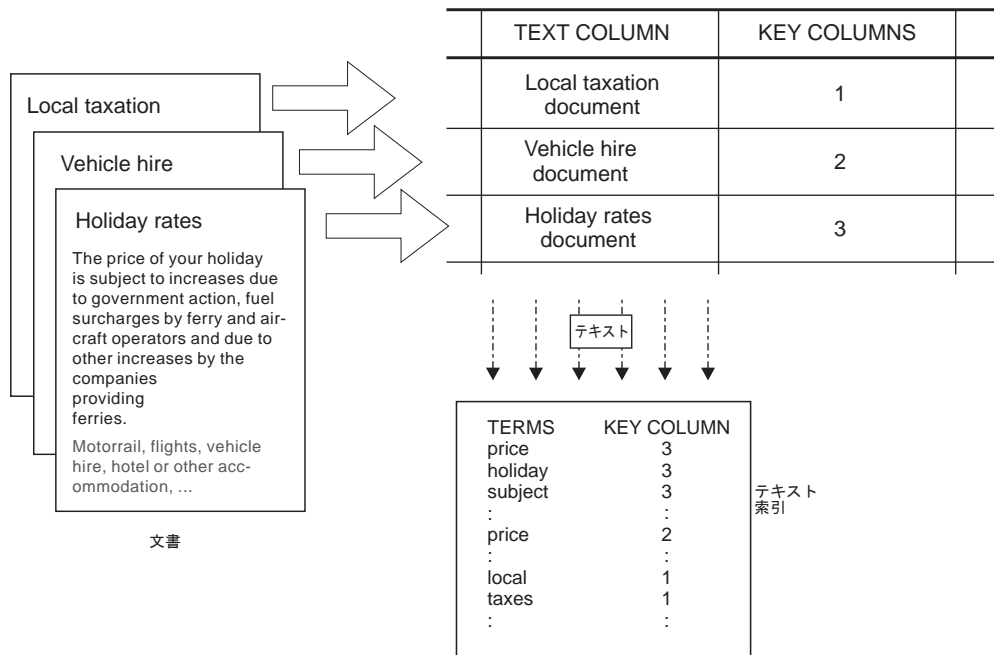 Local taxation
Vehicle hire
Holiday rates
The price of your holiday
is subject to increases due
to government action, fuel
surcharges by ferry and air-
craft operators and due to
other increases by the
companies
providing
ferries.
Motorrail, flights, vehicle
hire, hotel or other acc-
ommodation, ...
文書
TEXT COLUMN KEY COLUMNS
Local taxation
document 1
Vehicle hire
document 2
Holiday rates
document 3
テキスト
TERMS KEY COLUMN
price 3
holiday 3
subject 3
: :
price 2
: :
local 1
taxes 1
: :
テキスト
索引